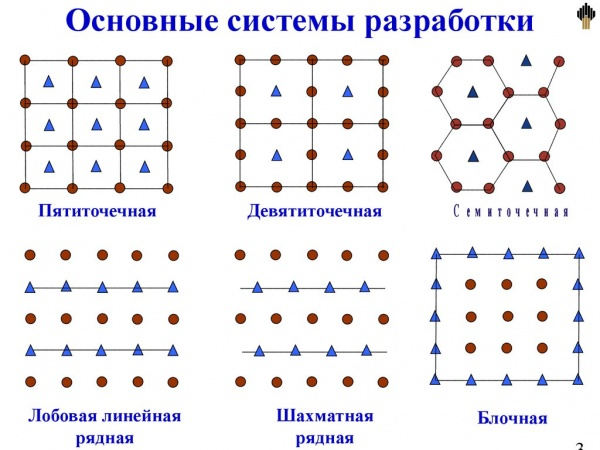 Основные системы разработки
Пятиточечная
Девятиточечная
Семиточечная
Лобовая линейная
рядная
Шахматная
рядная
Блочная
3